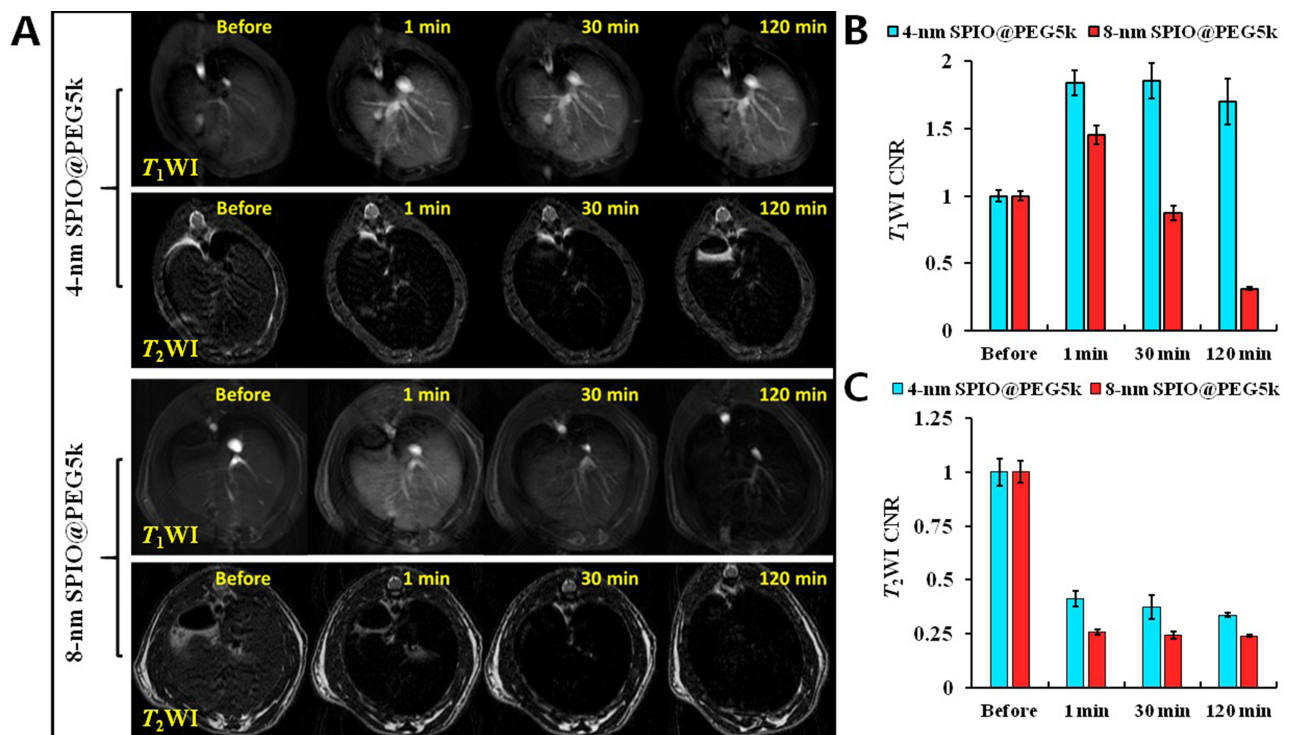 A
4-nm SPIO@PEG5k
Before 1 min 30 min 120 min
T₁WI
Before 1 min 30 min 120 min
T₂WI
8-nm SPIO@PEG5k
Before 1 min 30 min 120 min
T₁WI
Before 1 min 30 min 120 min
T₂WI
B
4-nm SPIO@PEG5k 8-nm SPIO@PEG5k
T₁WI CNR
2
1.5
1
0.5
0
Before 1 min 30 min 120 min
C
4-nm SPIO@PEG5k 8-nm SPIO@PEG5k
T₂WI CNR
1.25
1
0.75
0.5
0.25
0
Before 1 min 30 min 120 min